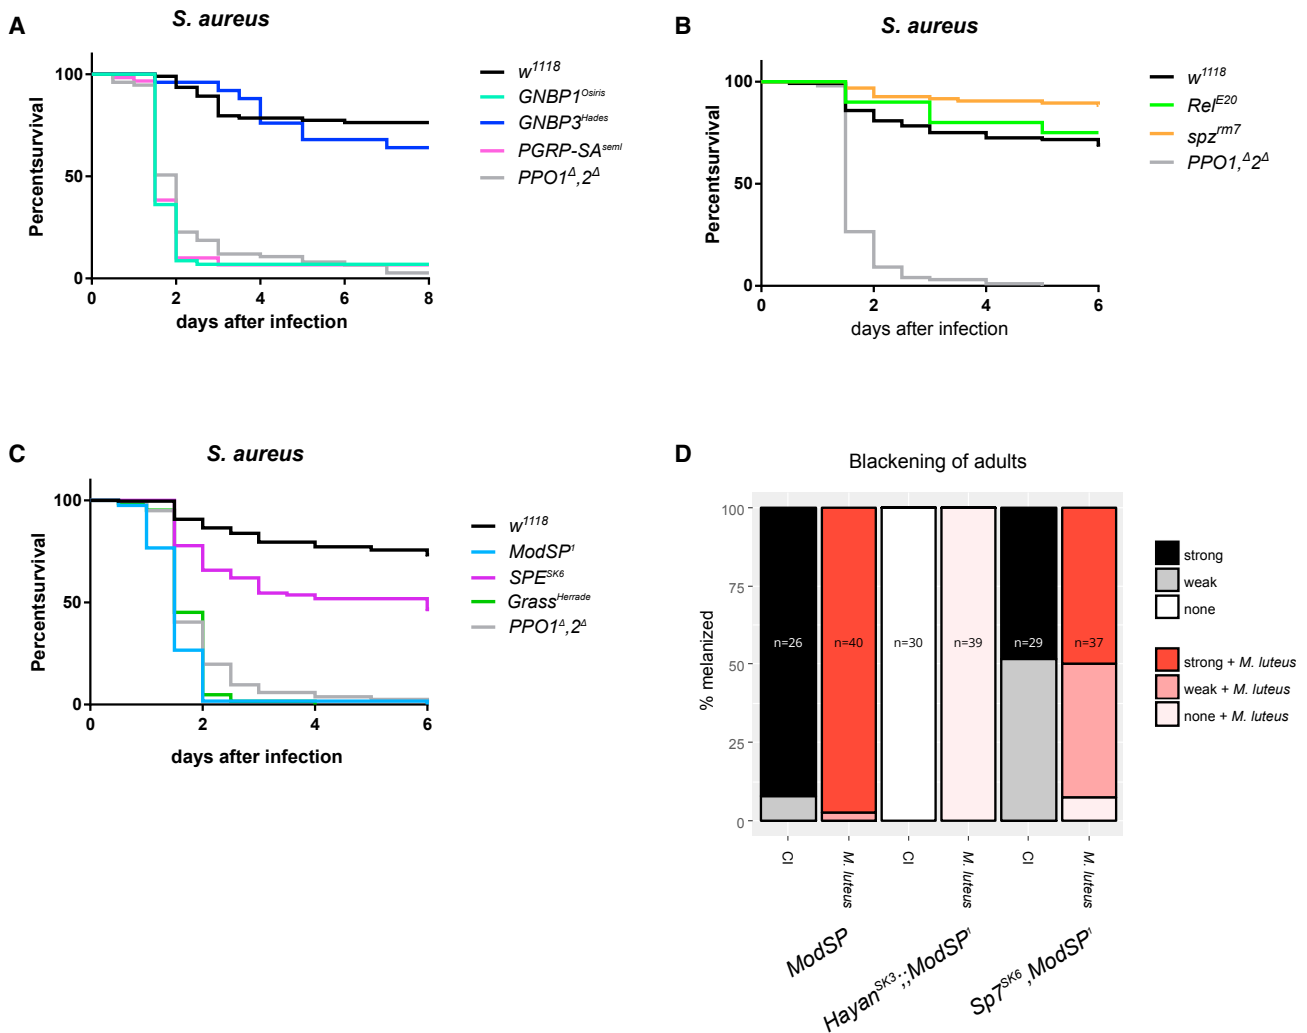 A
S. aureus
Percentsurvival
100
50
0
0 2 4 6 8
days after infection
w1118
GNBP1Osiris
GNBP3Hades
PGRP-SAseml
PPO1Δ,2Δ
B
S. aureus
Percentsurvival
100
50
0
0 2 4 6
days after infection
w1118
RelE20
spzrm7
PPO1,Δ2Δ
C
S. aureus
Percentsurvival
100
50
0
0 2 4 6
days after infection
w1118
ModSP1
SPESK6
GrassHerrade
PPO1Δ,2Δ
D
Blackening of adults
% melanized
100
75
50
25
0
n=26 n=40 n=30 n=39 n=29 n=37
CI M. luteus CI M. luteus CI M. luteus
ModSP
HayanSK3;;ModSP1
Sp7SK6,ModSP1
strong
weak
none
strong + M. luteus
weak + M. luteus
none + M. luteus